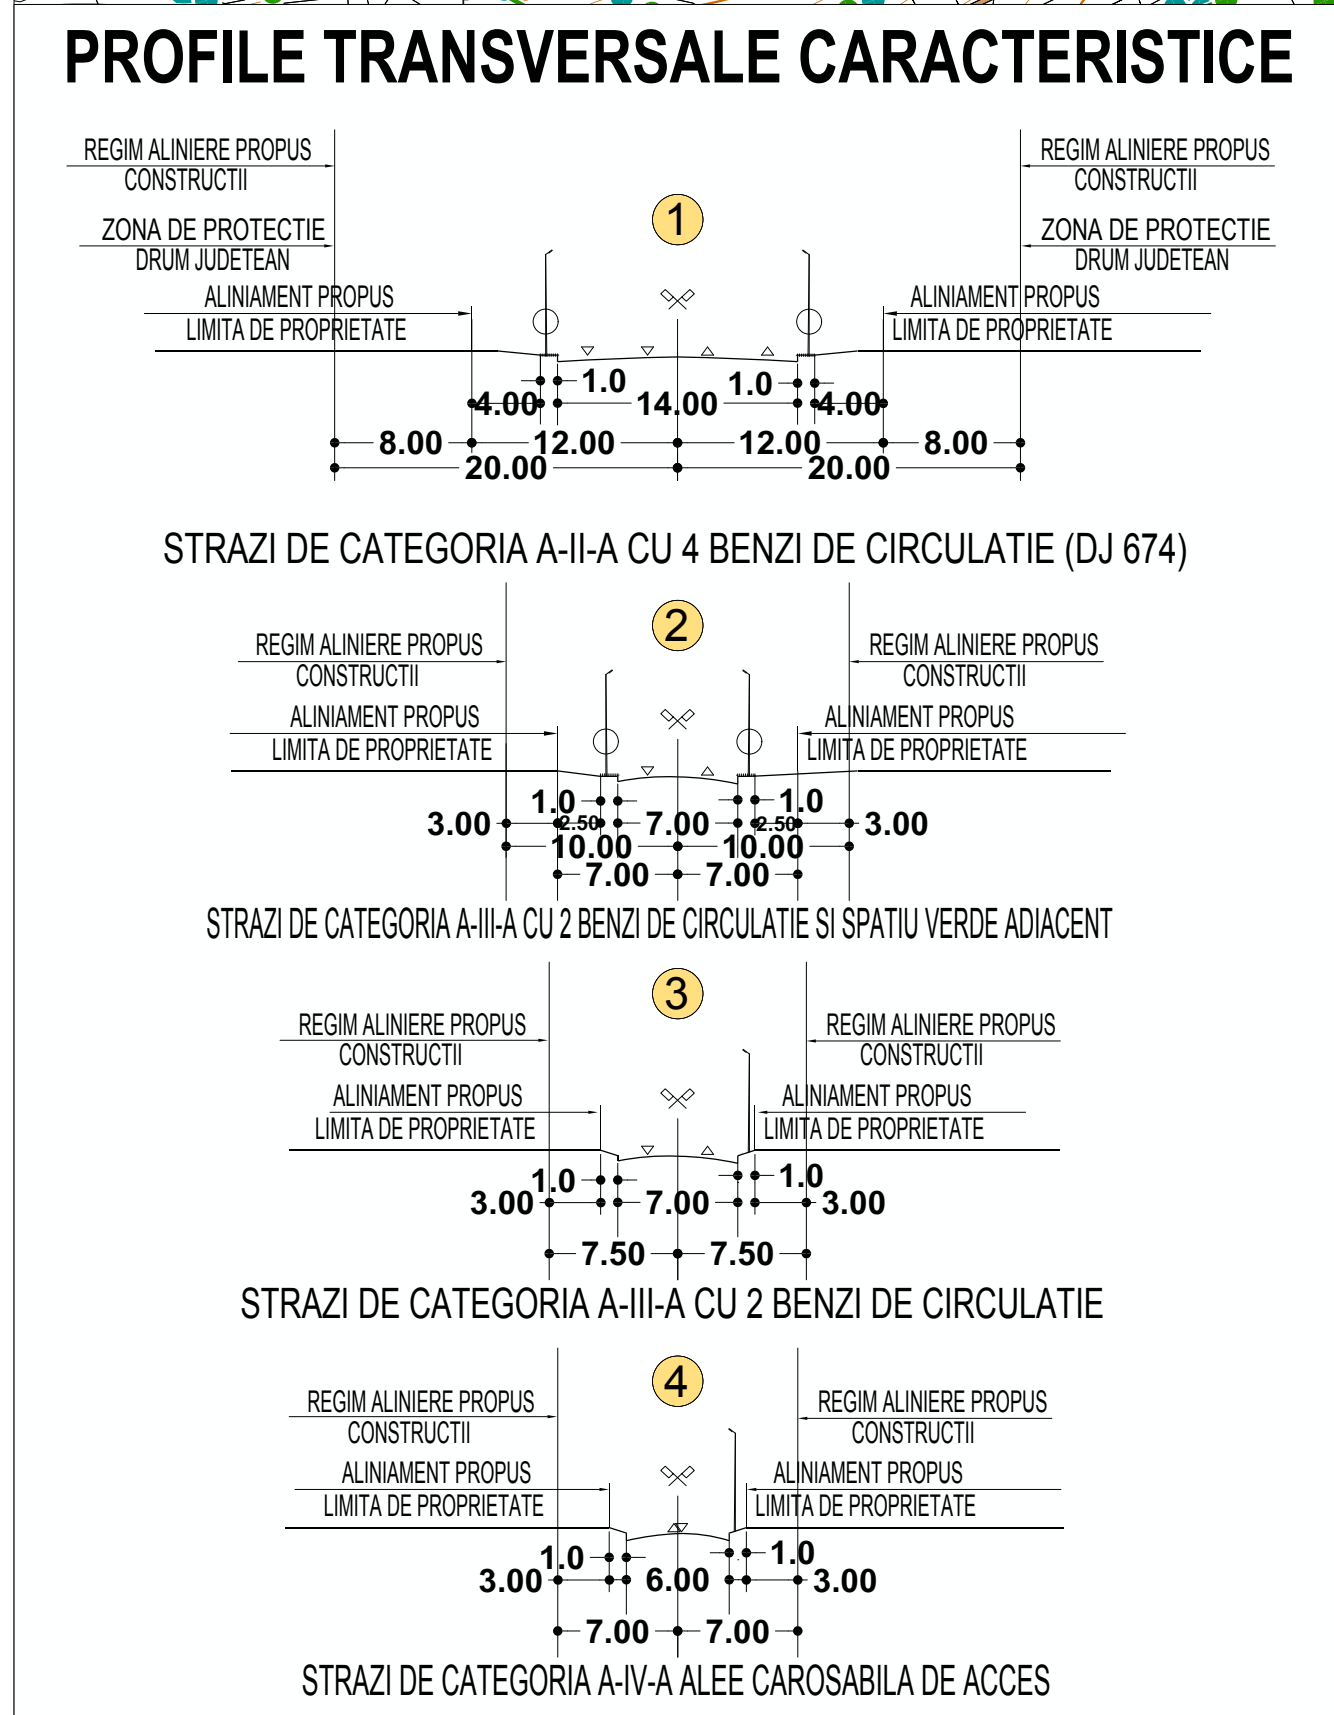 PROFILE TRANSVERSALE CARACTERISTICE
REGIM ALINIERE PROPUS
CONSTRUCTII
REGIM ALINIERE PROPUS
CONSTRUCTII
1
ZONA DE PROTECTIE
DRUM JUDETEAN
ZONA DE PROTECTIE
DRUM JUDETEAN
ALINIAMENT PROPUS
LIMITA DE PROPRIETATE
ALINIAMENT PROPUS
LIMITA DE PROPRIETATE
1.0 1.0
4.00 14.00 4.00
8.00 12.00 12.00 8.00
20.00 20.00
STRAZI DE CATEGORIA A-II-A CU 4 BENZI DE CIRCULATIE (DJ 674)
2
REGIM ALINIERE PROPUS
CONSTRUCTII
REGIM ALINIERE PROPUS
CONSTRUCTII
ALINIAMENT PROPUS
LIMITA DE PROPRIETATE
ALINIAMENT PROPUS
LIMITA DE PROPRIETATE
1.0 1.0
3.00 2.50 7.00 2.50 3.00
10.00 10.00
7.00 7.00
STRAZI DE CATEGORIA A-III-A CU 2 BENZI DE CIRCULATIE SI SPATIU VERDE ADIACENT
3
REGIM ALINIERE PROPUS
CONSTRUCTII
REGIM ALINIERE PROPUS
CONSTRUCTII
ALINIAMENT PROPUS
LIMITA DE PROPRIETATE
ALINIAMENT PROPUS
LIMITA DE PROPRIETATE
1.0 1.0
3.00 7.00 3.00
7.50 7.50
STRAZI DE CATEGORIA A-III-A CU 2 BENZI DE CIRCULATIE
4
REGIM ALINIERE PROPUS
CONSTRUCTII
REGIM ALINIERE PROPUS
CONSTRUCTII
ALINIAMENT PROPUS
LIMITA DE PROPRIETATE
ALINIAMENT PROPUS
LIMITA DE PROPRIETATE
1.0 1.0
3.00 6.00 3.00
7.00 7.00
STRAZI DE CATEGORIA A-IV-A ALEE CAROSABILA DE ACCES